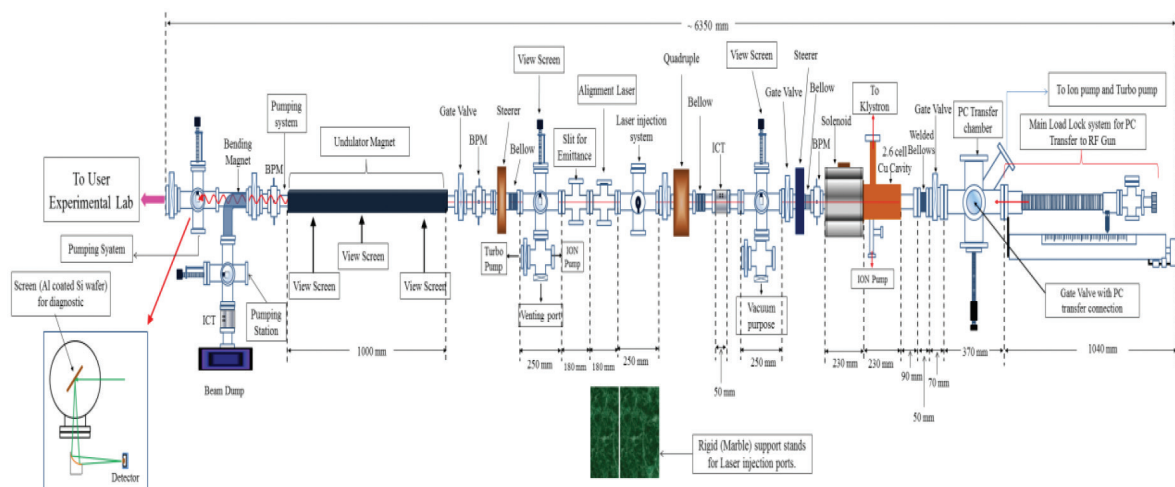 ~ 6350 mm
View Screen
Alignment Laser
Quadruple
View Screen
Steerer
Pumping
system
Undulator Magnet
Gate Valve
BPM
Steerer
Bellow
Slit for
Emittance
Laser injection
system
Bellow
ICT
Gate Valve
Bellow
BPM
Solenoid
To
Klystron
2.6 cell
Cu Cavity
Welded
Bellows
Gate Valve
PC Transfer
chamber
To Ion pump and Turbo pump
Main Load Lock system for PC
Transfer to RF Gun
Bending
Magnet
BPM
To User
Experimental Lab
Pumping Syatem
View Screen
View Screen
View Screen
Turbo
Pump
ION
Pump
Venting port
Vacuum
purpose
ION Pump
Gate Valve with PC
transfer connection
Screen (Al coated Si wafer)
for diagnostic
ICT
Pumping
Station
Beam Dump
1000 mm
250 mm
180 mm
180 mm
250 mm
50 mm
250 mm
230 mm
230 mm
90 mm
50 mm
70 mm
370 mm
1040 mm
Rigid (Marble) support stands
for Laser injection ports.
Detector